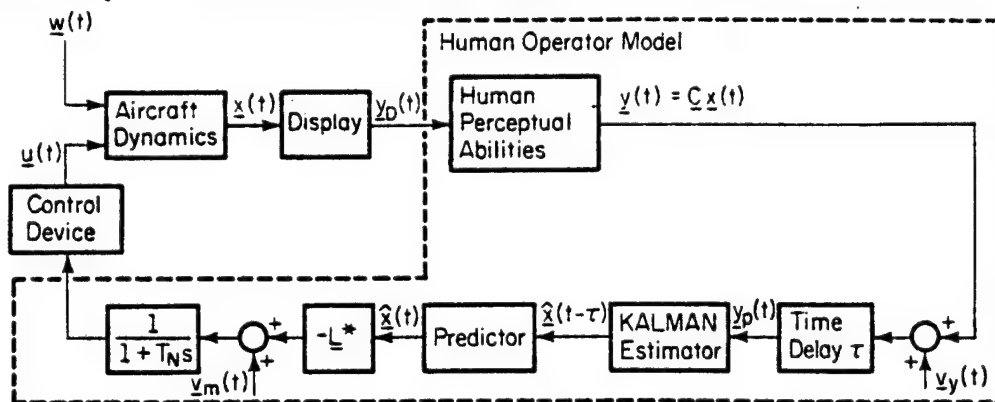 w(t)
Human Operator Model
Aircraft
Dynamics
x(t)
Display
y_D(t)
Human
Perceptual
Abilities
y(t) = C x(t)
u(t)
Control
Device
1
1 + T_N s
+
+
v_m(t)
-L*
x̂(t)
Predictor
x̂(t-τ)
KALMAN
Estimator
y_p(t)
Time
Delay τ
+
+
v_y(t)